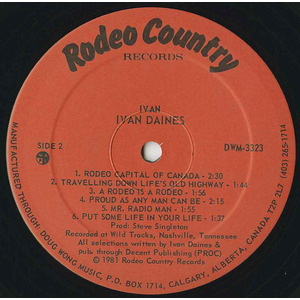 Rodeo Country
RECORDS
IVAN
IVAN DAINES
SIDE 2
DWM-3323
1. RODEO CAPITAL OF CANADA - 2:30
2. TRAVELLING DOWN LIFE'S OLD HIGHWAY - 1:44
3. A RODEO IS A RODEO - 1:56
4. PROUD AS ANY MAN CAN BE - 2:15
5. MR. RADIO MAN - 1:31
6. PUT SOME LIFE IN YOUR LIFE - 1:37
Prod: Steve Singleton
Recorded at Wild Tracks, Nashville, Tennessee
All selections written by Ivan Daines &
pub: through Decent Publishing (PROC)
© 1981 Rodeo Country Records
MANUFACTURED THROUGH: DOUG WONG MUSIC, P.O. BOX 1714, CALGARY, ALBERTA, CANADA T2P 2L7 (403) 265-1714